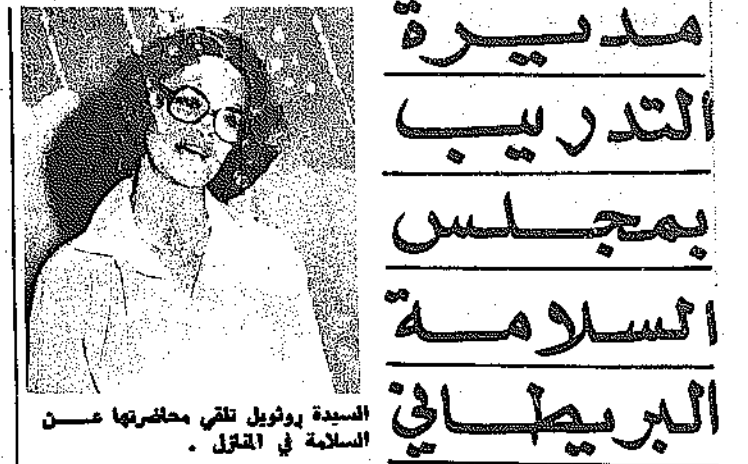 مديرة
التدريب
بمجلس
السلامة
البريطاني
السيدة روثويل تلقي محاضرتها عن
السلامة في المنازل .